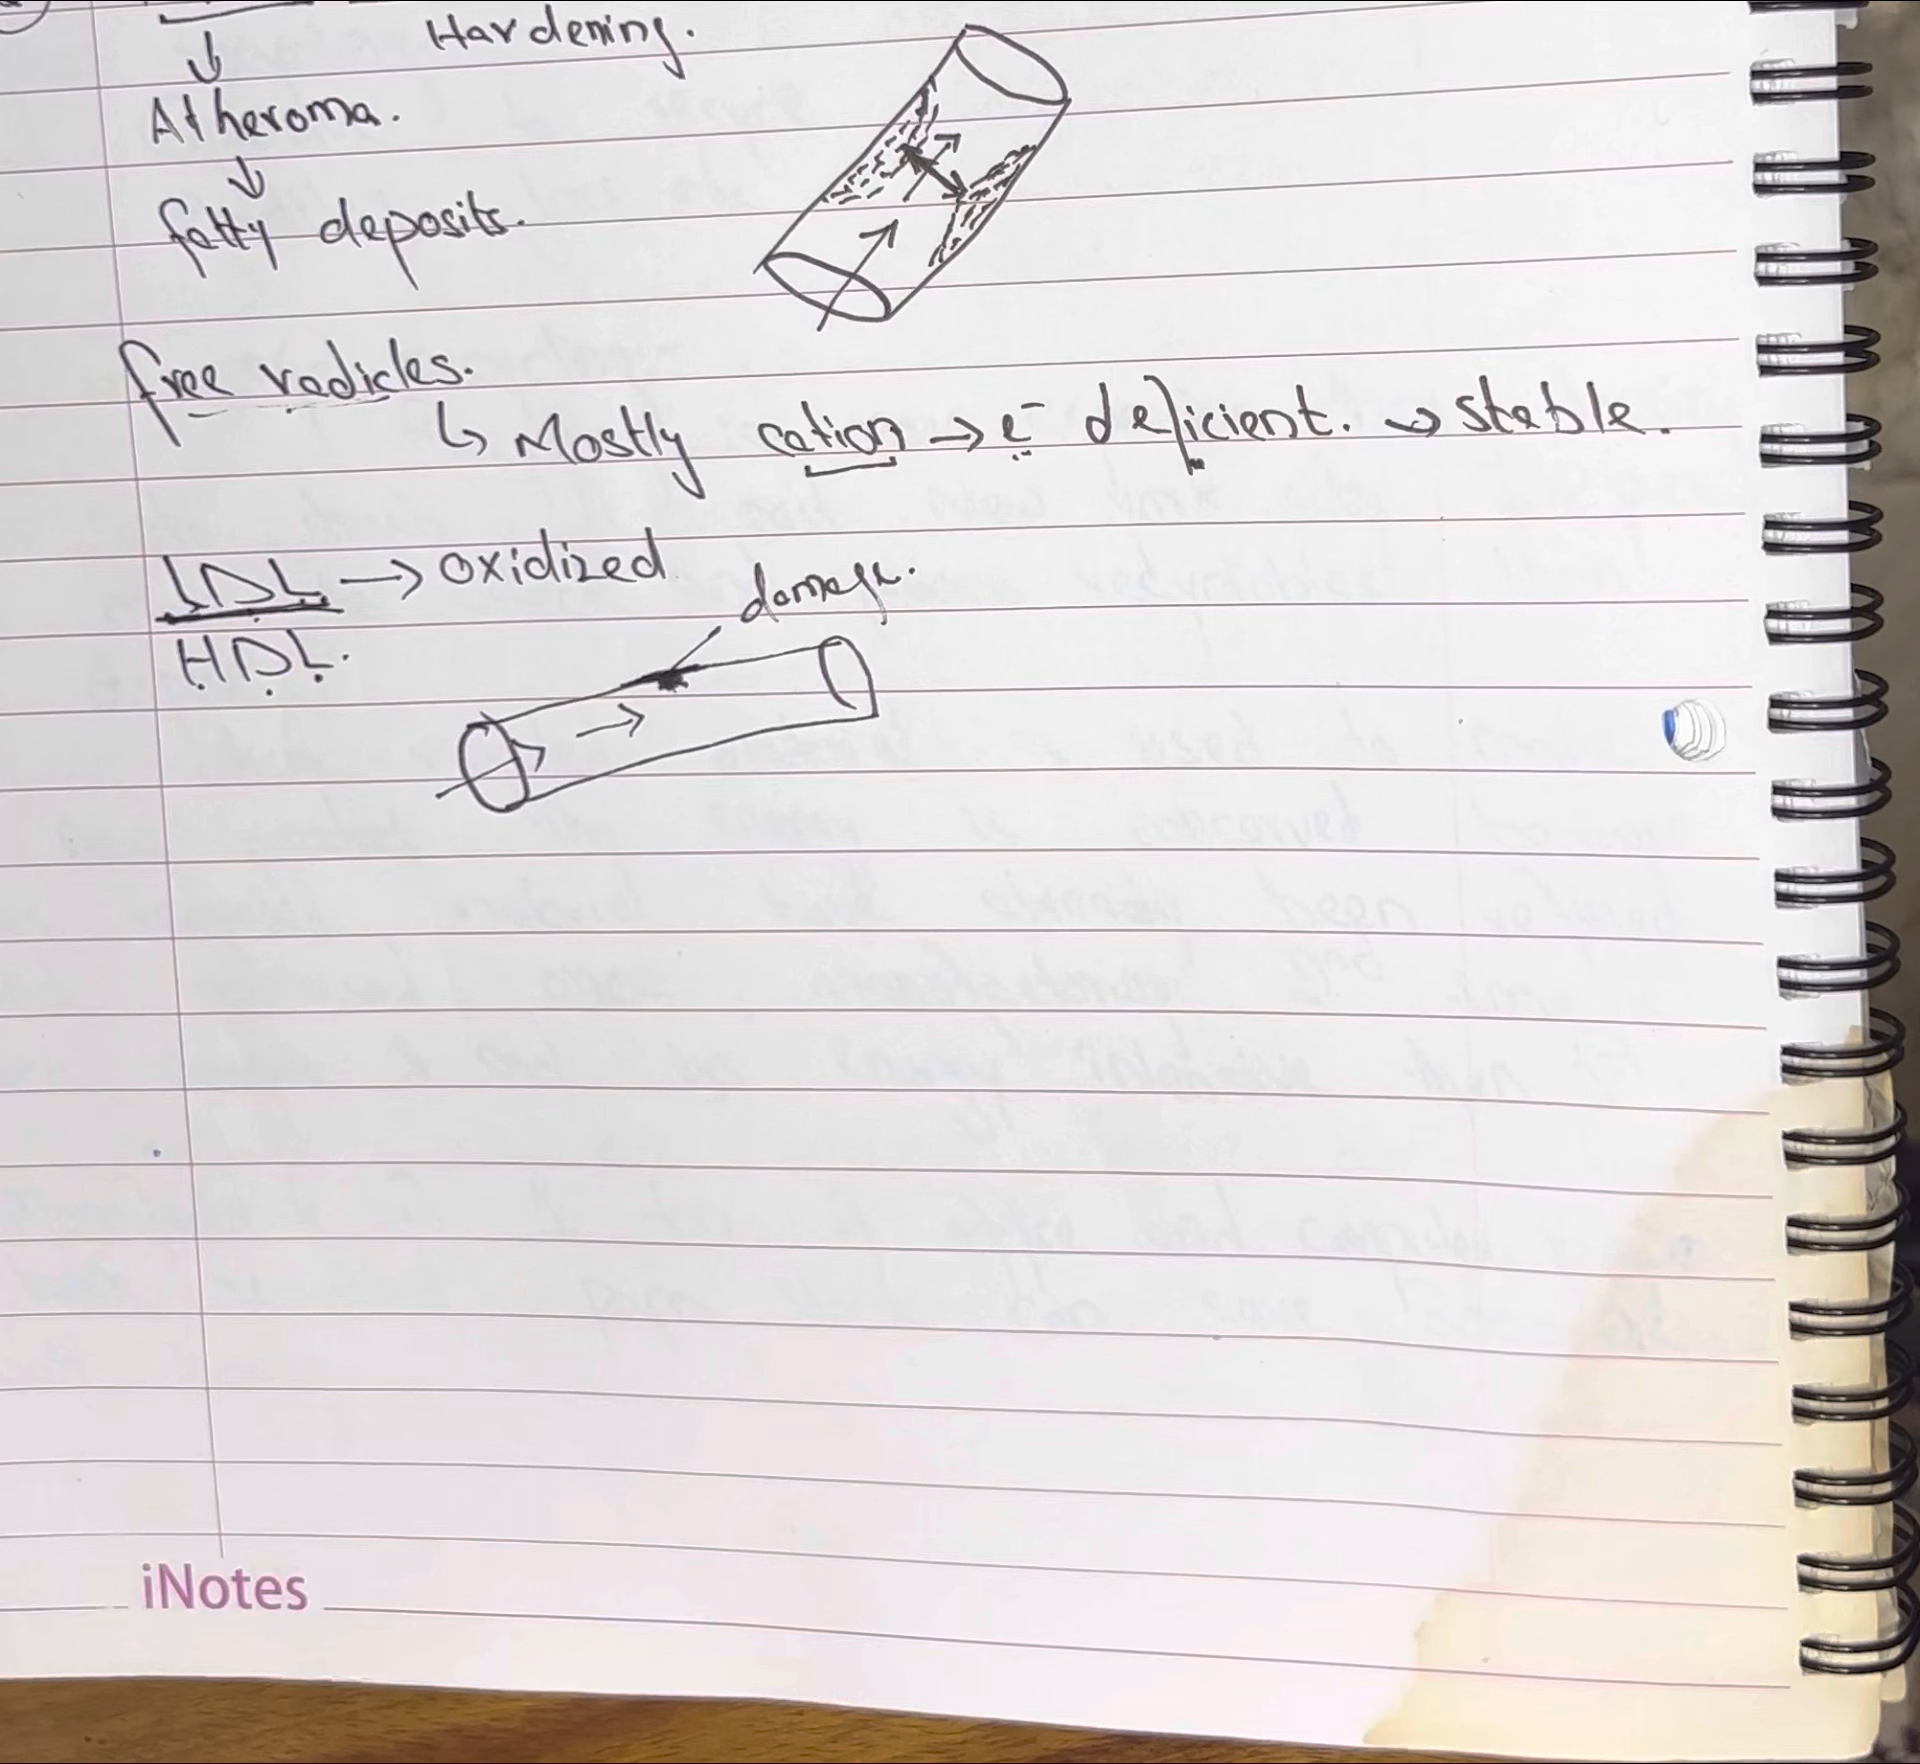 Hardening.
↓
Atheroma.
↓
fatty deposits.
free radicles.
↳ Mostly cation → e⁻ deficient. → stable.
LDL → oxidized
damage.
HDL.
iNotes